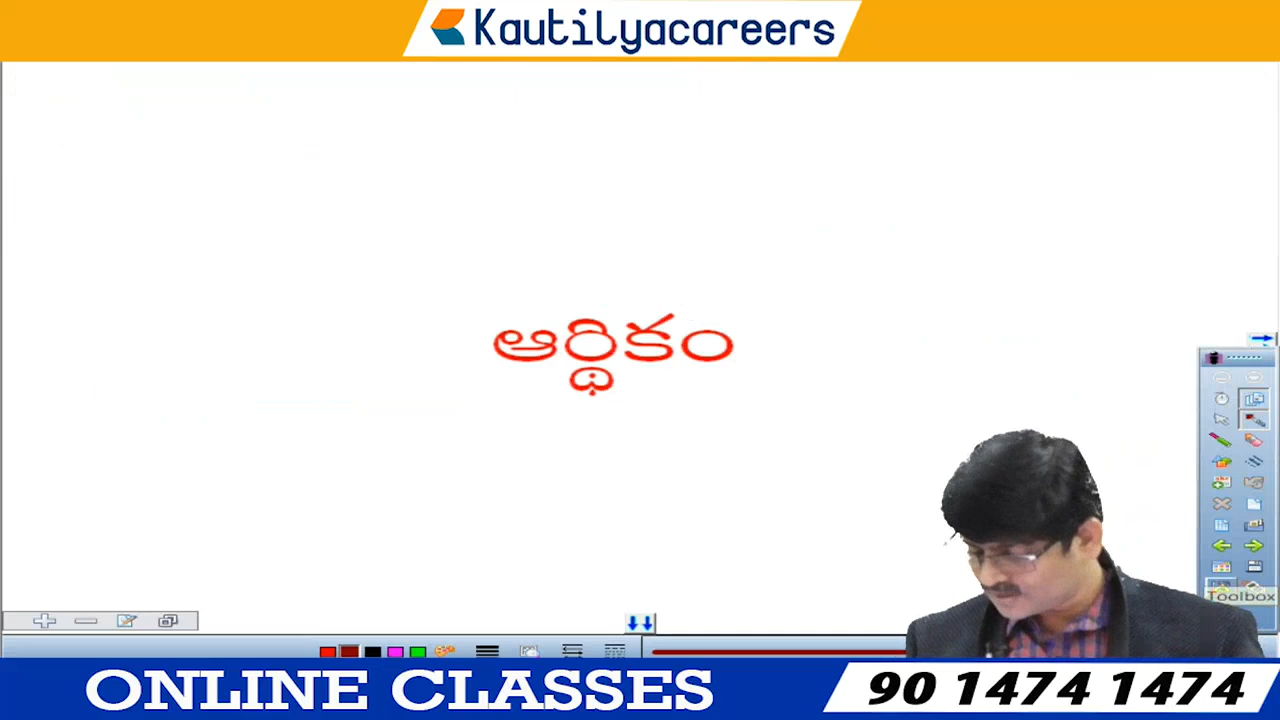 Kautilyacareers
ఆర్థికం
Toolbox
ONLINE CLASSES
90 1474 1474